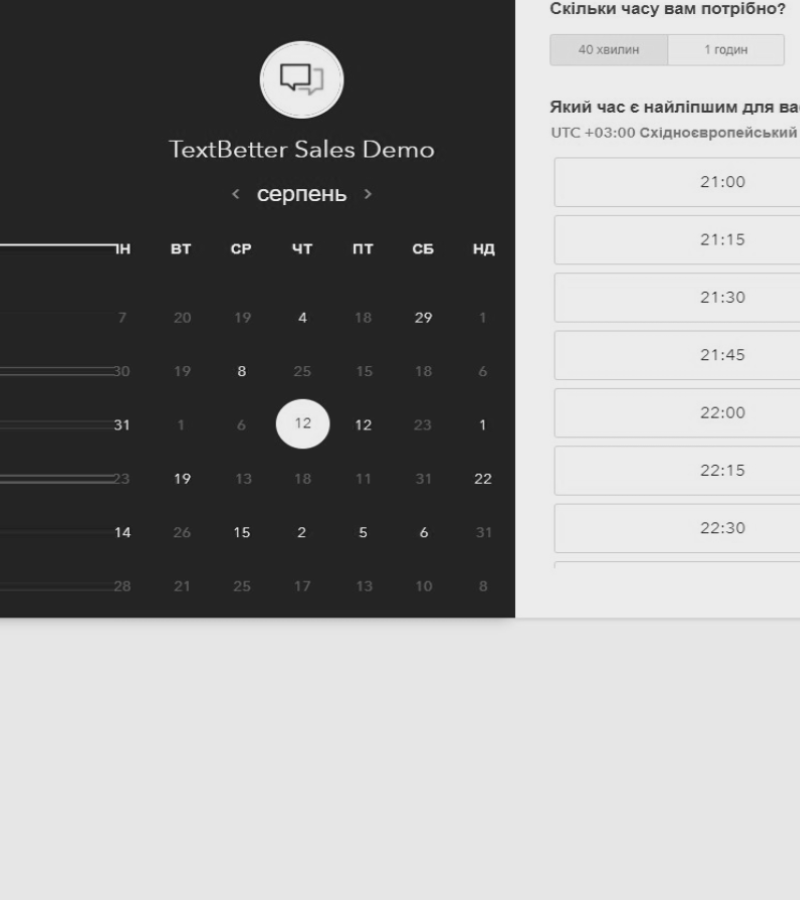 TextBetter Sales Demo
серпень
ПН ВТ СР ЧТ ПТ СБ НД
7 20 19 4 18 29 1
30 19 8 25 15 18 6
31 1 6 12 12 23 1
23 19 13 18 11 31 22
14 26 15 2 5 6 31
28 21 25 17 13 10 8
Скільки часу вам потрібно?
40 хвилин 1 годин
Який час є найліпшим для
UTC +03:00 Східноєвропейський
21:00
21:15
21:30
21:45
22:00
22:15
22:30